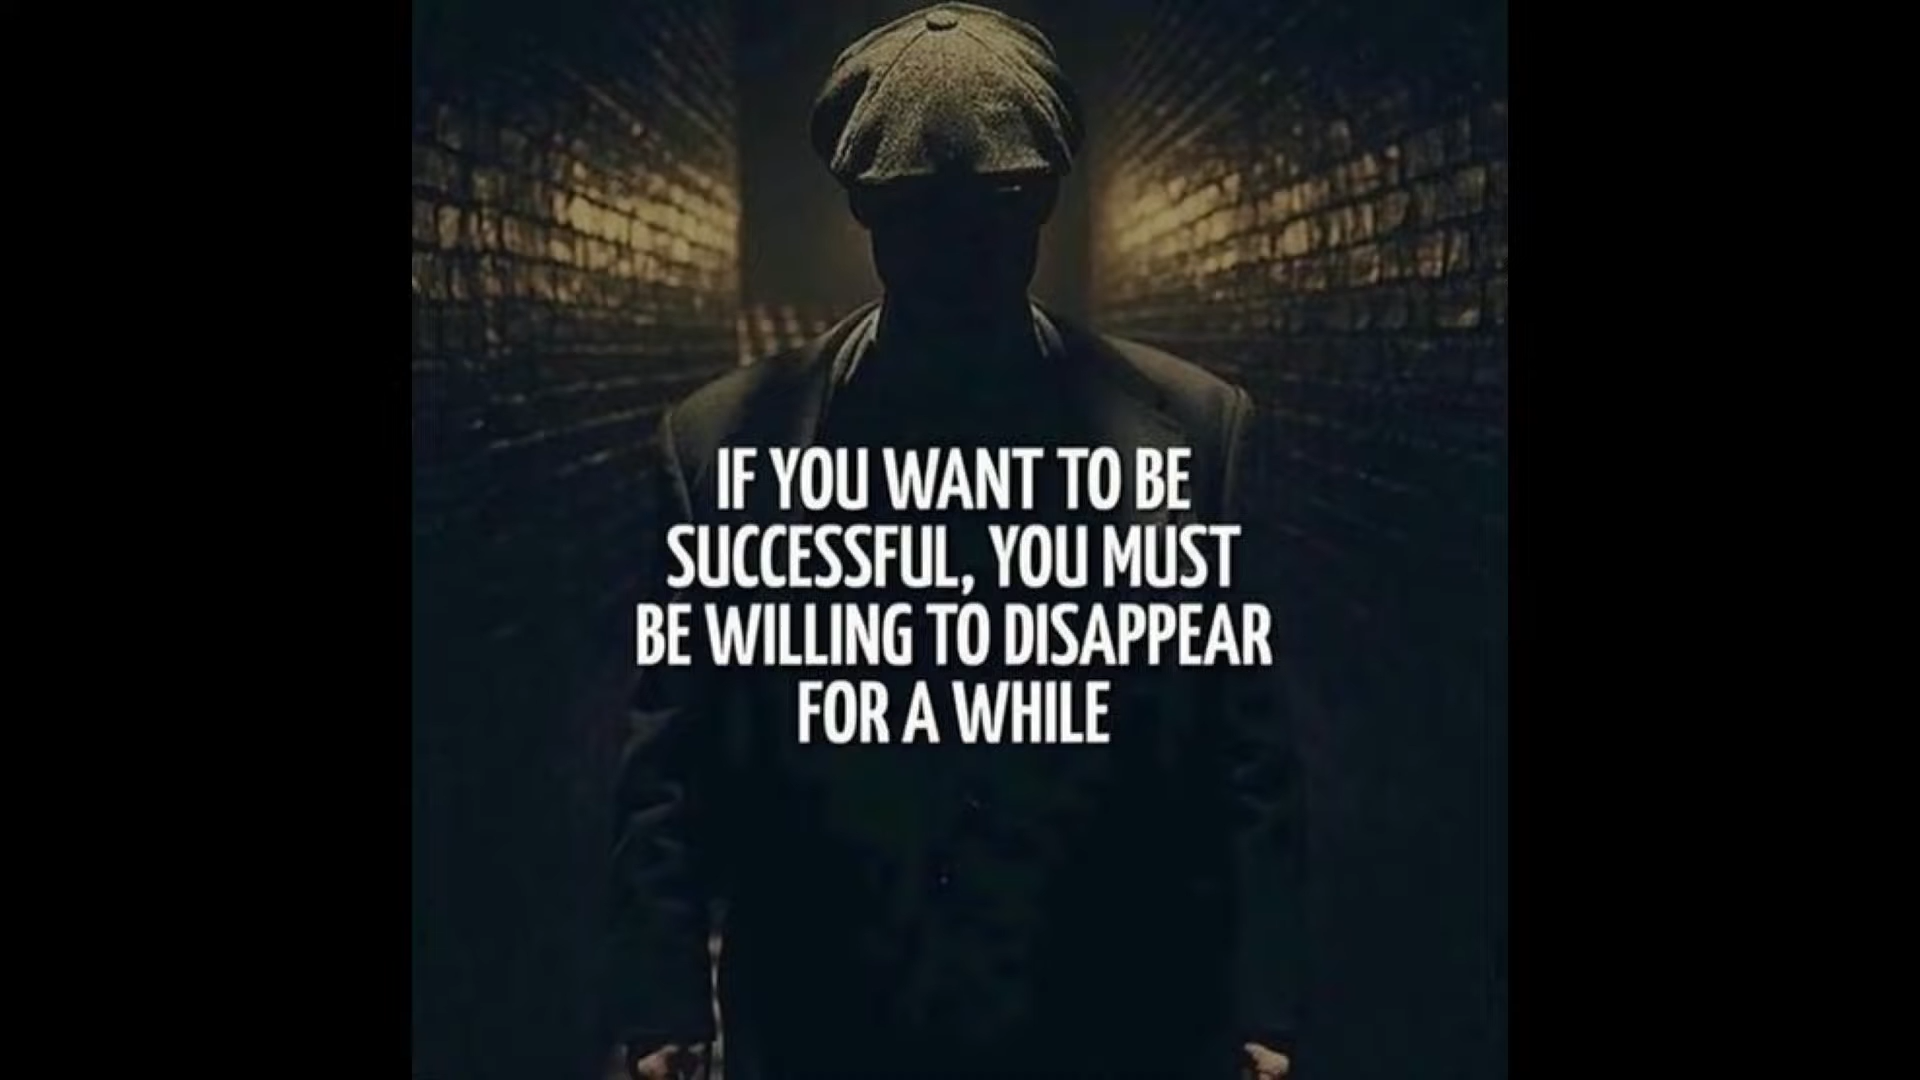 IF YOU WANT TO BE
SUCCESSFUL, YOU MUST
BE WILLING TO DISAPPEAR
FOR A WHILE